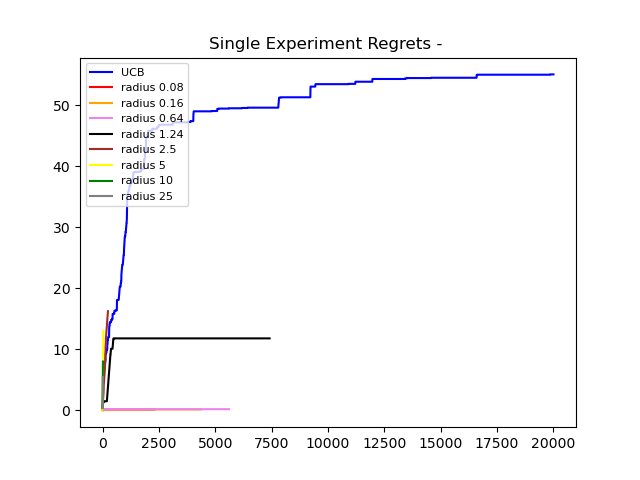 Single Experiment Regrets -
UCB
radius 0.08
radius 0.16
radius 0.64
radius 1.24
radius 2.5
radius 5
radius 10
radius 25
50
40
30
20
10
0
0 2500 5000 7500 10000 12500 15000 17500 20000